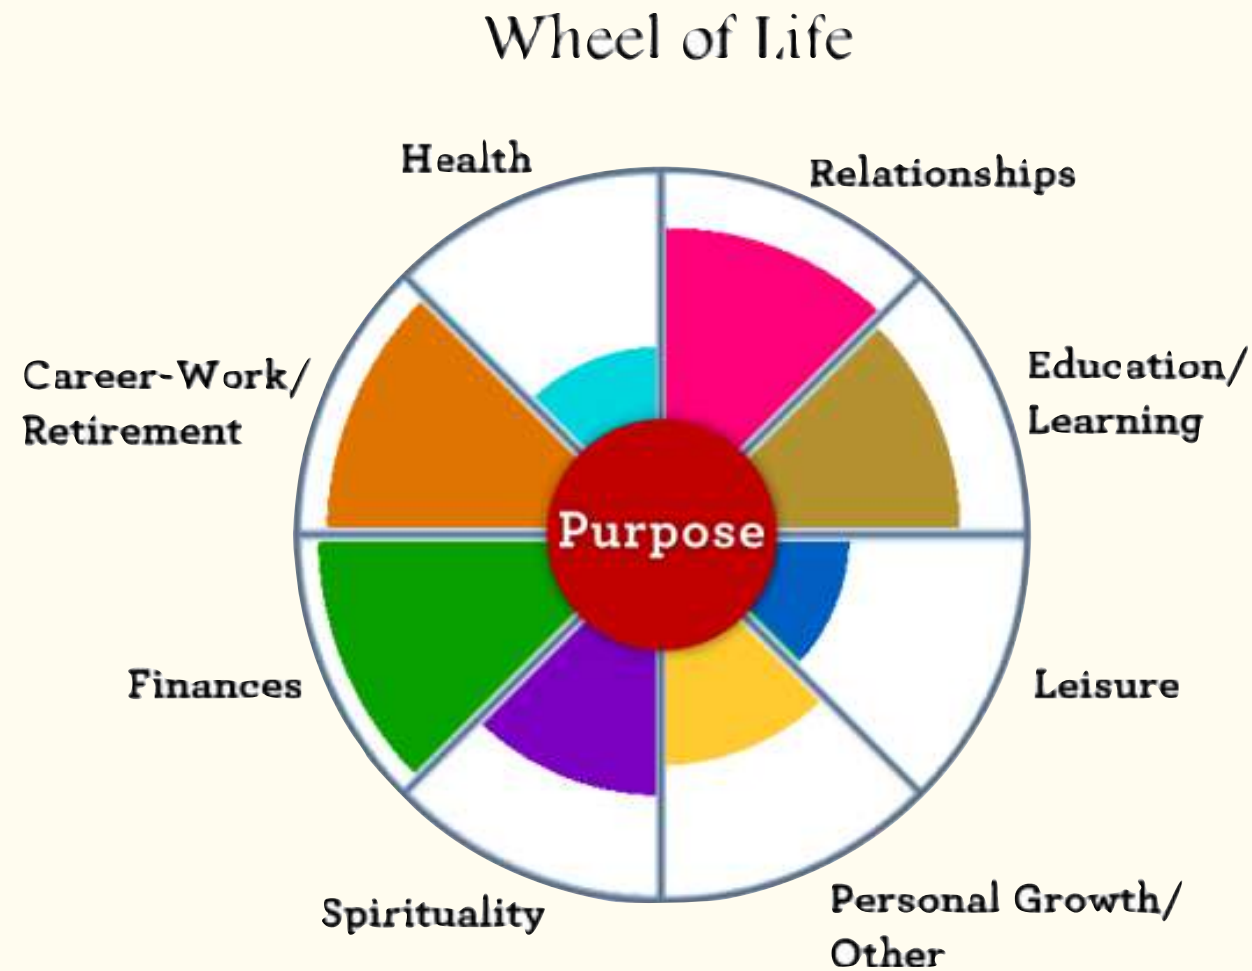 Wheel of Life
Health
Relationships
Career-Work/
Retirement
Education/
Learning
Purpose
Finances
Leisure
Spirituality
Personal Growth/
Other